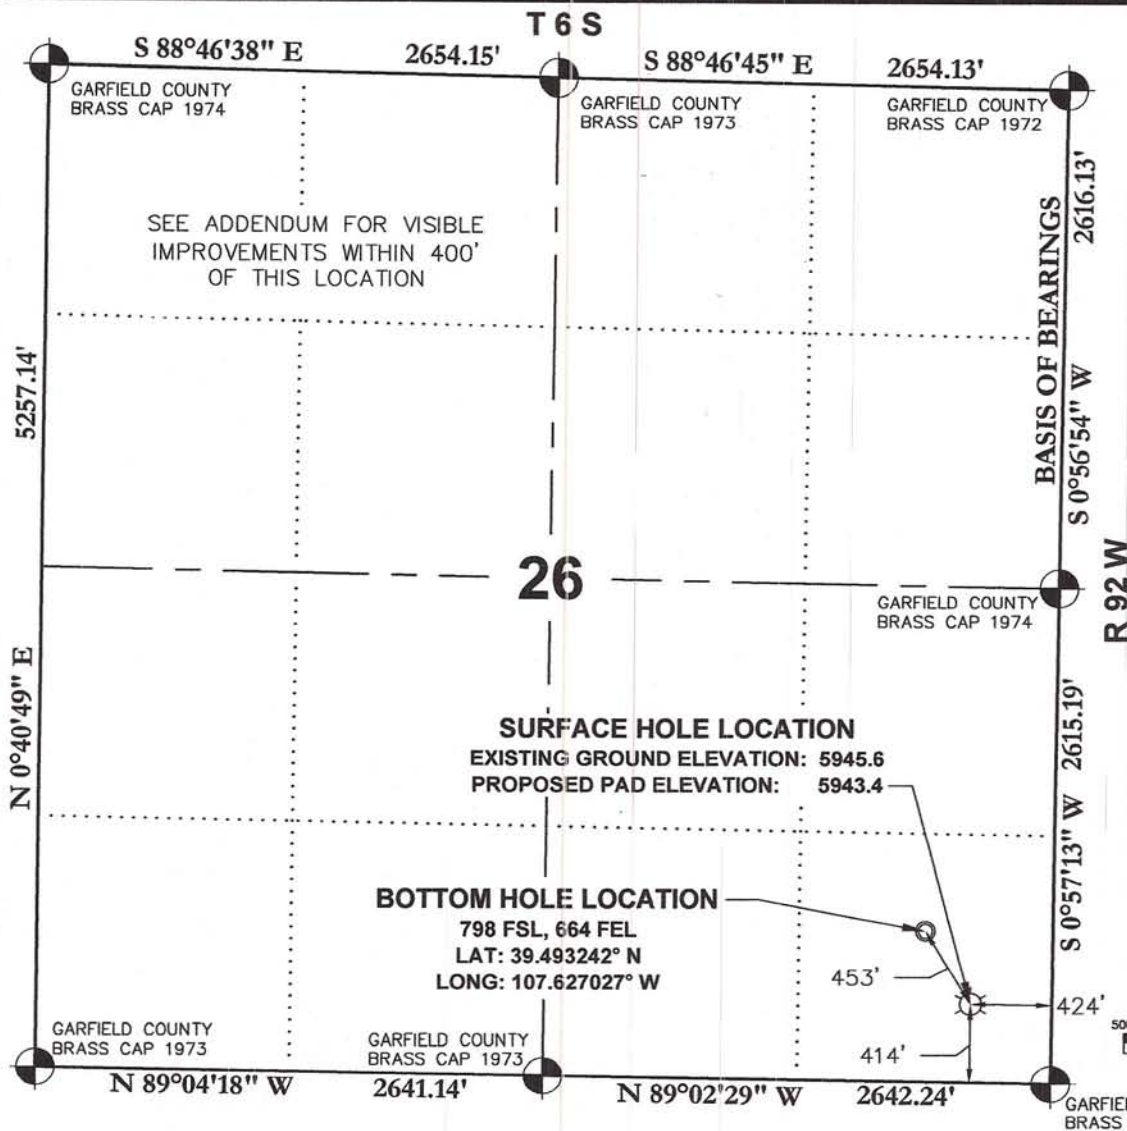 T 6 S
S 88°46'38" E
2654.15'
S 88°46'45" E
2654.13'
GARFIELD COUNTY
BRASS CAP 1974
GARFIELD COUNTY
BRASS CAP 1973
GARFIELD COUNTY
BRASS CAP 1972
SEE ADDENDUM FOR VISIBLE
IMPROVEMENTS WITHIN 400'
OF THIS LOCATION
2616.13'
BASIS OF BEARINGS
S 0°56'54" W
5257.14'
N 0°40'49" E
26
GARFIELD COUNTY
BRASS CAP 1974
R 92 W
SURFACE HOLE LOCATION
EXISTING GROUND ELEVATION: 5945.6
PROPOSED PAD ELEVATION: 5943.4
2615.19'
S 0°57'13" W
BOTTOM HOLE LOCATION
798 FSL, 664 FEL
LAT: 39.493242° N
LONG: 107.627027° W
453'
424'
414'
GARFIELD COUNTY
BRASS CAP 1973
GARFIELD COUNTY
BRASS CAP 1973
N 89°04'18" W
2641.14'
N 89°02'29" W
2642.24'
BRASS